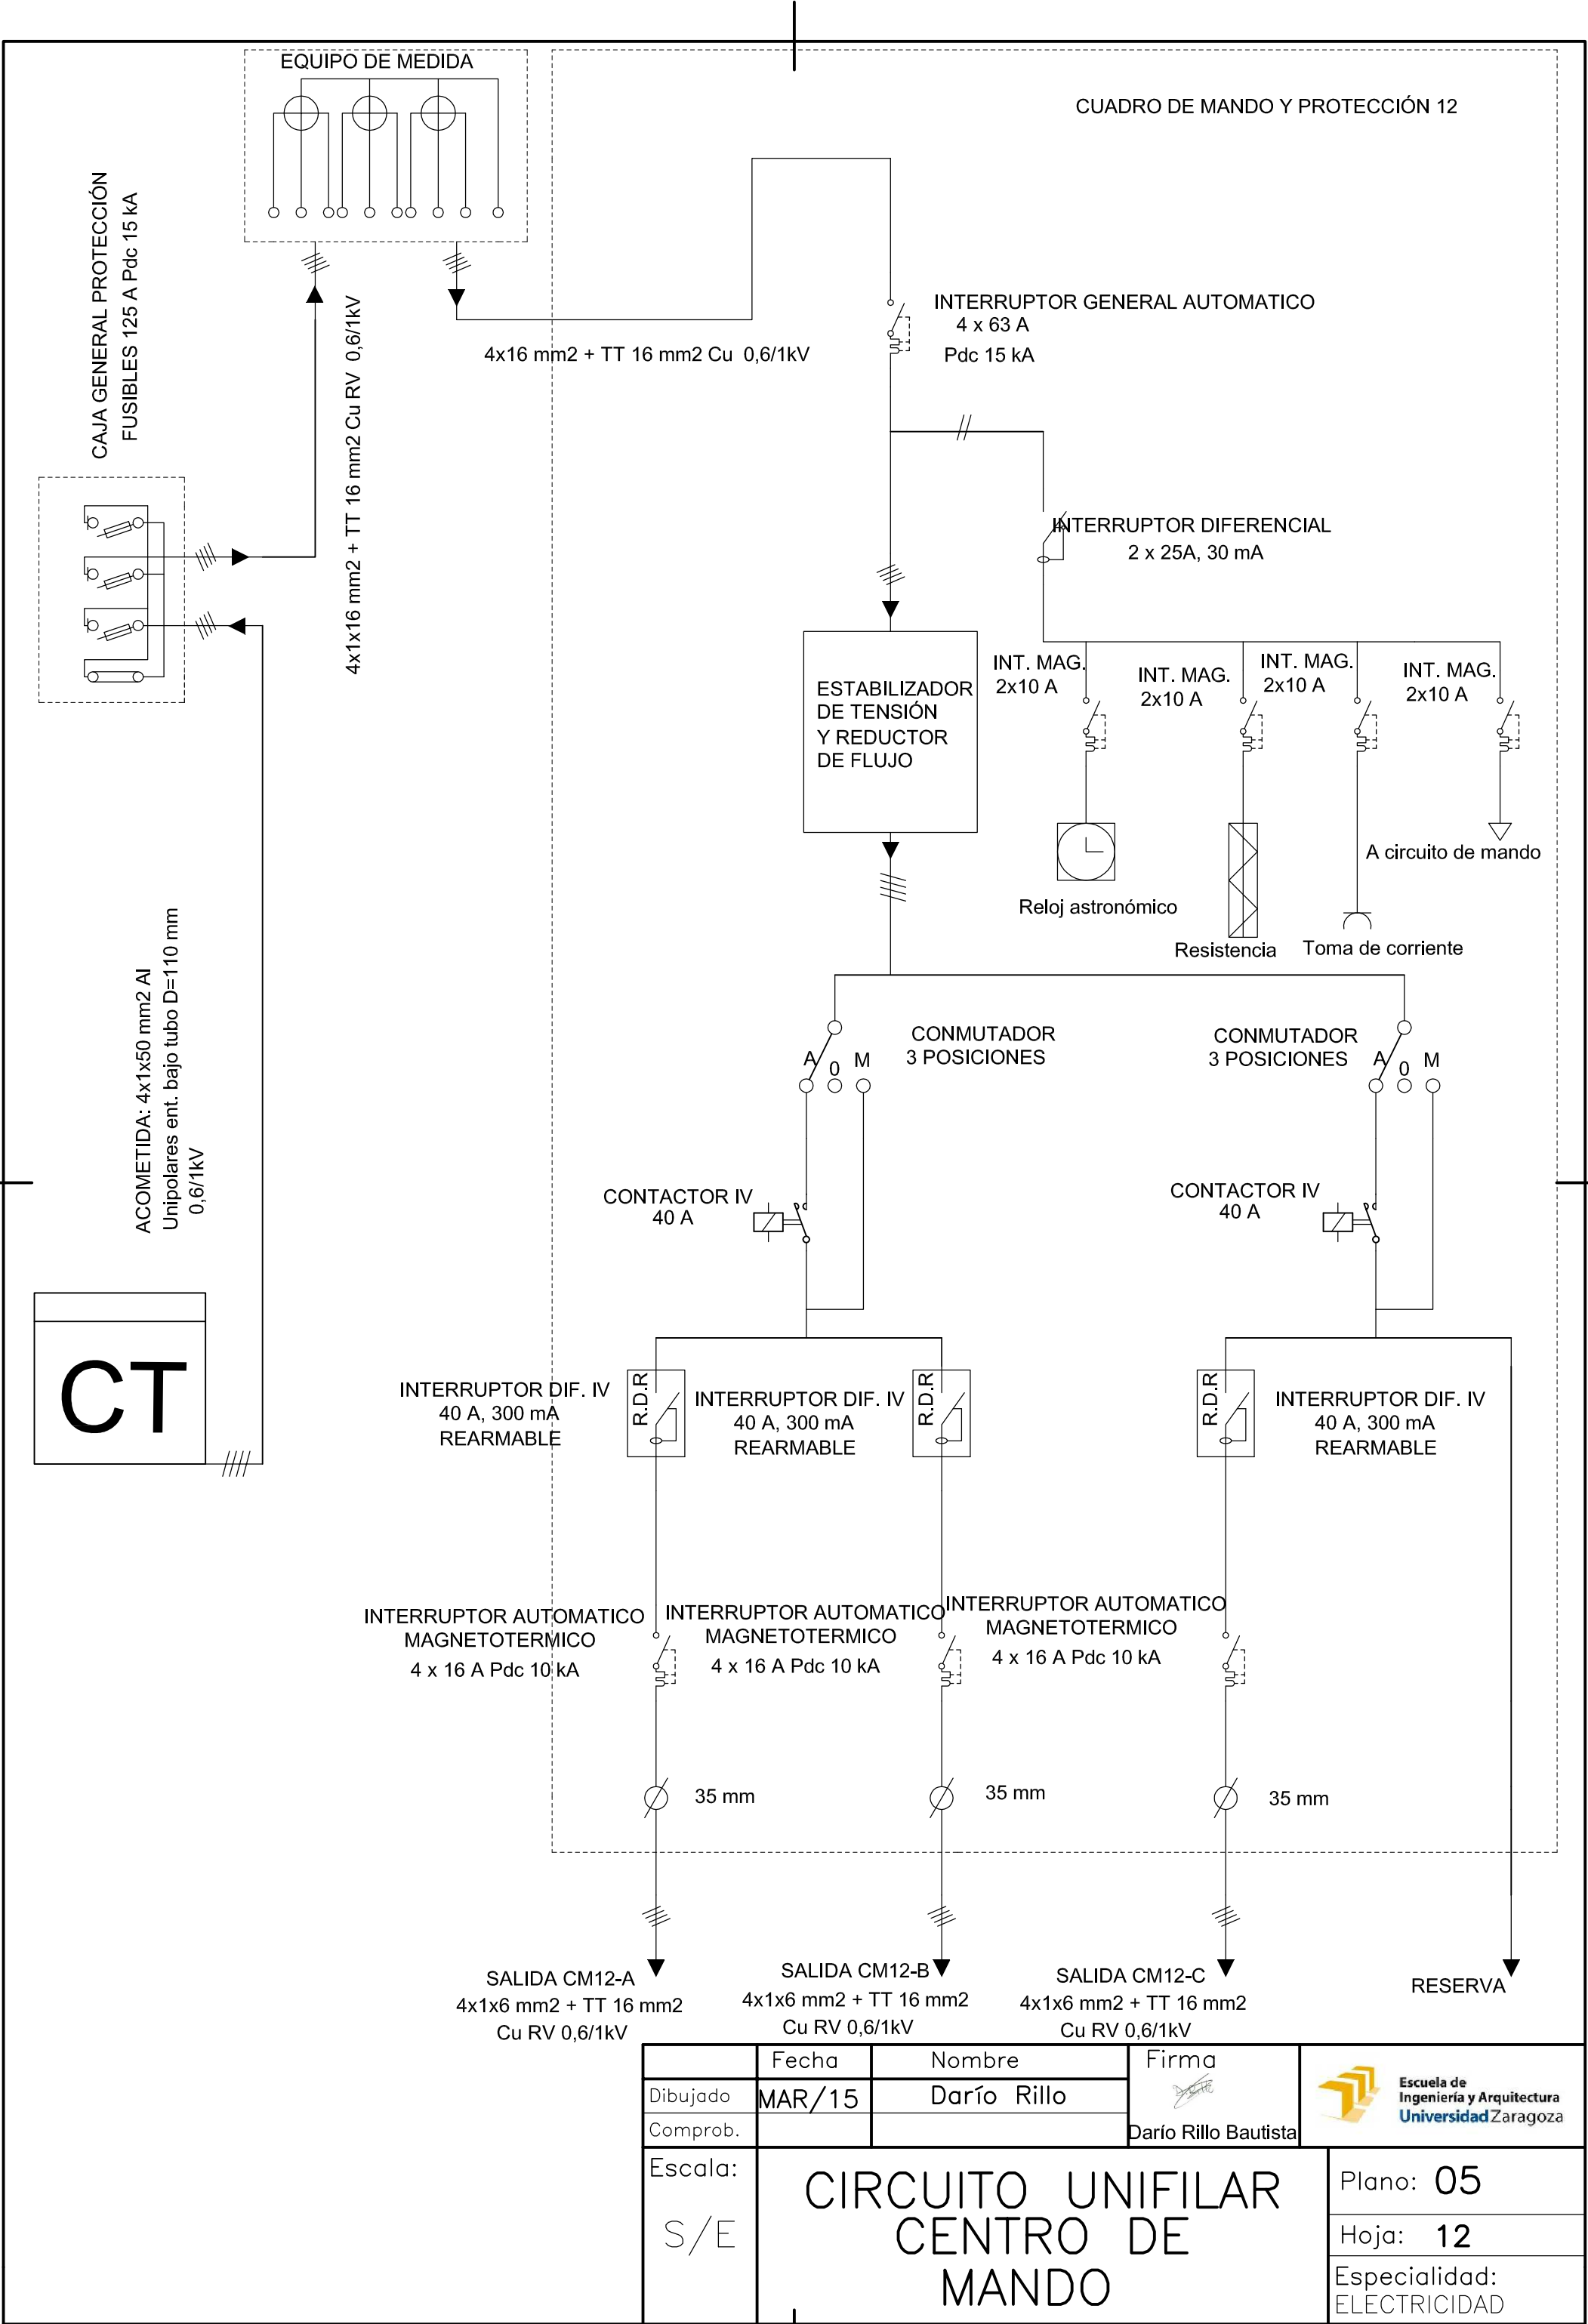 EQUIPO DE MEDIDA
CUADRO DE MANDO Y PROTECCIÓN 12
CAJA GENERAL PROTECCIÓN
FUSIBLES 125 A Pdc 15 kA
4x1x16 mm2 + TT 16 mm2 Cu RV 0,6/1kV
4x16 mm2 + TT 16 mm2 Cu 0,6/1kV
INTERRUPTOR GENERAL AUTOMATICO
4 x 63 A
Pdc 15 kA
INTERRUPTOR DIFERENCIAL
2 x 25A, 30 mA
ESTABILIZADOR
DE TENSIÓN
Y REDUCTOR
DE FLUJO
INT. MAG.
2x10 A
INT. MAG.
2x10 A
INT. MAG.
2x10 A
INT. MAG.
2x10 A
Reloj astronómico
Resistencia
Toma de corriente
A circuito de mando
ACOMETIDA: 4x1x50 mm2 Al
Unipolares ent. bajo tubo D=110 mm
0,6/1kV
CONMUTADOR
3 POSICIONES
A 0 M
CONMUTADOR
3 POSICIONES
A 0 M
CONTACTOR IV
40 A
CONTACTOR IV
40 A
CT
INTERRUPTOR DIF. IV
40 A, 300 mA
REARMABLE
R.D.R
INTERRUPTOR DIF. IV
40 A, 300 mA
REARMABLE
R.D.R
R.D.R
INTERRUPTOR DIF. IV
40 A, 300 mA
REARMABLE
INTERRUPTOR AUTOMATICO
MAGNETOTERMICO
4 x 16 A Pdc 10 kA
INTERRUPTOR AUTOMATICO
MAGNETOTERMICO
4 x 16 A Pdc 10 kA
INTERRUPTOR AUTOMATICO
MAGNETOTERMICO
4 x 16 A Pdc 10 kA
35 mm
35 mm
35 mm
SALIDA CM12-A
4x1x6 mm2 + TT 16 mm2
Cu RV 0,6/1kV
SALIDA CM12-B
4x1x6 mm2 + TT 16 mm2
Cu RV 0,6/1kV
SALIDA CM12-C
4x1x6 mm2 + TT 16 mm2
Cu RV 0,6/1kV
RESERVA
Fecha
Nombre
Firma
Dibujado
MAR/15
Darío Rillo
Comprob.
Darío Rillo Bautista
Escuela de
Ingeniería y Arquitectura
Universidad Zaragoza
Escala:
S/E
CIRCUITO UNIFILAR
CENTRO DE
MANDO
Plano: 05
Hoja: 12
Especialidad:
ELECTRICIDAD